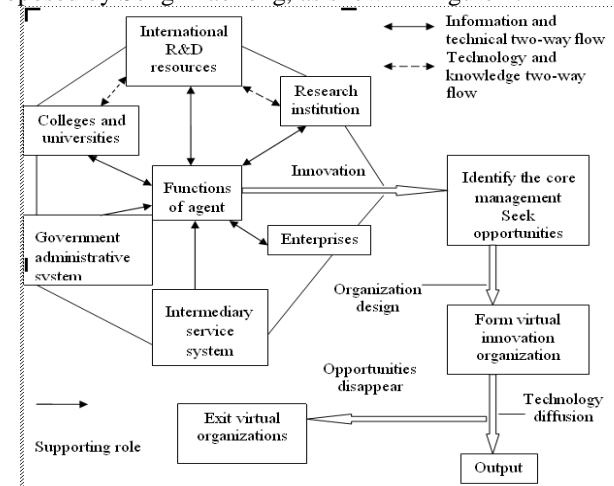 International
R&D
resources
Information and
technical two-way flow
Technology and
knowledge two-way
flow
Research
institution
Colleges and
universities
Innovation
Identify the core
management
Seek
opportunities
Functions
of agent
Government
administrative
system
Enterprises
Organization
design
Intermediary
service
system
Form virtual
innovation
organization
Opportunities
disappear
Technology
diffusion
Exit virtual
organizations
Supporting role
Output